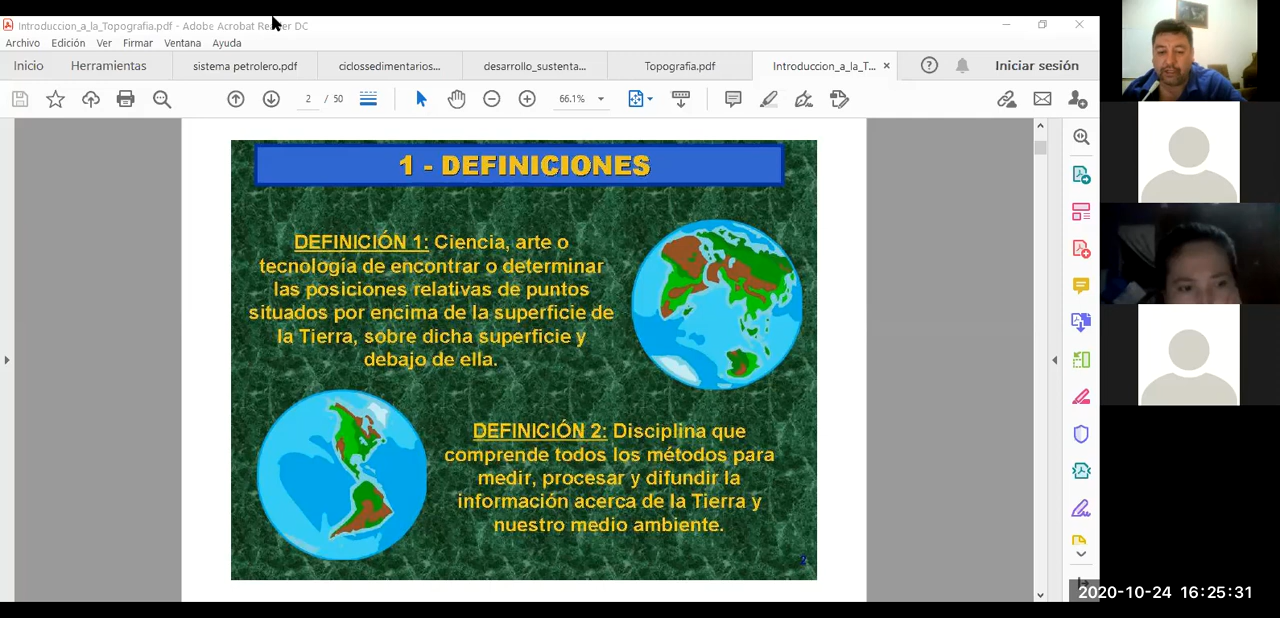 Introduccion_a_la_Topografia.pdf - Adobe Acrobat Reader DC
Archivo Edición Ver Firmar Ventana Ayuda
Inicio Herramientas sistema petrolero.pdf ciclossedimentarios... desarrollo_sustenta... Topografia.pdf Introduccion_a_la_T... × Iniciar sesión
2 / 50 66.1%
1 - DEFINICIONES
DEFINICIÓN 1: Ciencia, arte o
tecnología de encontrar o determinar
las posiciones relativas de puntos
situados por encima de la superficie de
la Tierra, sobre dicha superficie y
debajo de ella.
DEFINICIÓN 2: Disciplina que
comprende todos los métodos para
medir, procesar y difundir la
información acerca de la Tierra y
nuestro medio ambiente.
2
2020-10-24 16:25:31